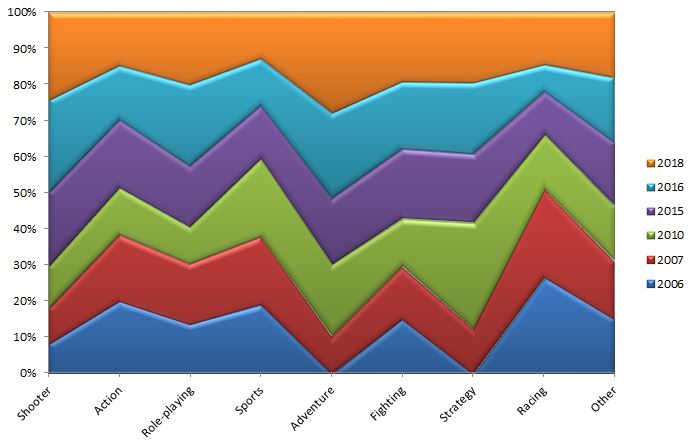 100%
90%
80%
70%
60%
50%
40%
30%
20%
10%
0%
Shooter
Action
Role-playing
Sports
Adventure
Fighting
Strategy
Racing
Other
2018
2016
2015
2010
2007
2006